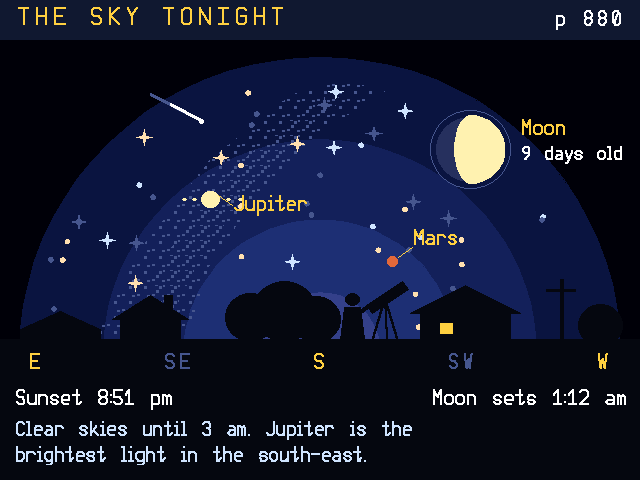 THE SKY TONIGHT
p 880
Moon
9 days old
Jupiter
Mars
E SE S SW W
Sunset 8:51 pm
Moon sets 1:12 am
Clear skies until 3 am. Jupiter is the
brightest light in the south-east.